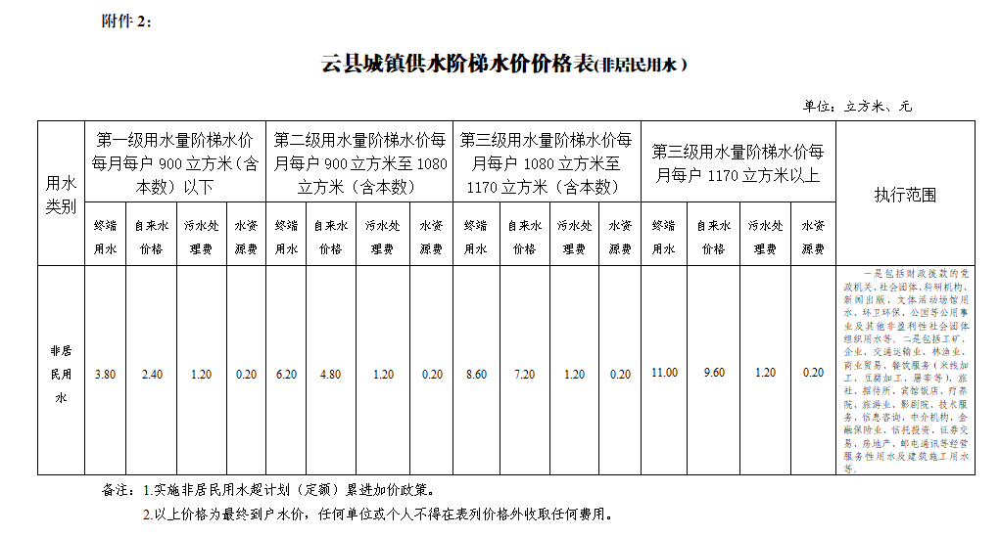 附件 2：
云县城镇供水阶梯水价价格表(非居民用水）
单位：立方米、元
用水
类别
第一级用水量阶梯水价
每月每户 900 立方米（含
本数）以下
第二级用水量阶梯水价每
月每户 900 立方米至 1080
立方米（含本数）
第三级用水量阶梯水价每
月每户 1080 立方米至
1170 立方米（含本数）
第三级用水量阶梯水价每
月每户 1170 立方米以上
执行范围
终端
用水
自来水
价格
污水处
理费
水资
源费
终端
用水
自来水
价格
污水处
理费
水资
源费
终端
用水
自来水
价格
污水处
理费
水资
源费
终端
用水
自来水
价格
污水处
理费
水资
源费
非居
民用
水
3.80
2.40
1.20
0.20
6.20
4.80
1.20
0.20
8.60
7.20
1.20
0.20
11.00
9.60
1.20
0.20
一是包括财政拨款的党
政机关、社会团体、科研机构、
新闻出版、文体活动场馆用
水、环卫环保、公园等公用事
业及其他非盈利性社会团体
组织用水等。二是包括工矿、
企业、交通运输业、林渔业、
商业贸易、餐饮服务（米线加
工、豆腐加工、屠宰等）、旅
社、招待所、宾馆饭店、疗养
院、旅游业、影剧院、技术服
务、信息咨询、中介机构、金
融保险业、信托投资、证券交
易、房地产、邮电通讯等经营
服务性用水及建筑施工用水
等。
备注：1.实施非居民用水超计划（定额）累进加价政策。
2.以上价格为最终到户水价，任何单位或个人不得在表列价格外收取任何费用。